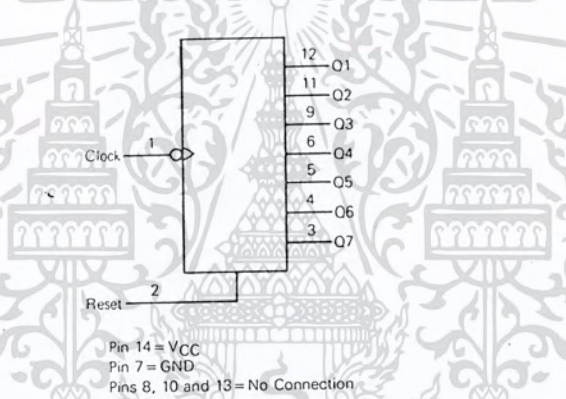 12 Q1
11 Q2
9 Q3
Clock 1 6 Q4
5 Q5
4 Q6
3 Q7
Reset 2
Pin 14 = VCC
Pin 7 = GND
Pins 8, 10 and 13 = No Connection